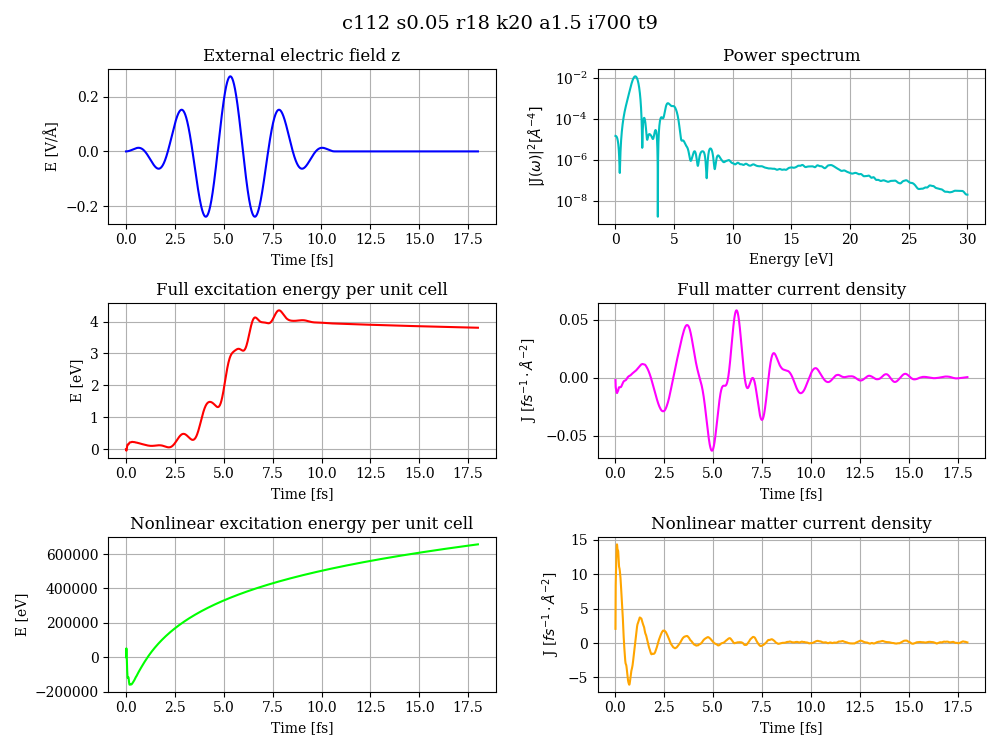 c112 s0.05 r18 k20 a1.5 i700 t9
External electric field z
E [V/Å]
0.2
0.0
−0.2
0.0 2.5 5.0 7.5 10.0 12.5 15.0 17.5
Time [fs]
Power spectrum
|J(ω)|²[Å⁻⁴]
10⁻²
10⁻⁴
10⁻⁶
10⁻⁸
0 5 10 15 20 25 30
Energy [eV]
Full excitation energy per unit cell
E [eV]
4
3
2
1
0
0.0 2.5 5.0 7.5 10.0 12.5 15.0 17.5
Time [fs]
Full matter current density
J [fs⁻¹·Å⁻²]
0.05
0.00
−0.05
0.0 2.5 5.0 7.5 10.0 12.5 15.0 17.5
Time [fs]
Nonlinear excitation energy per unit cell
E [eV]
600000
400000
200000
0
−200000
0.0 2.5 5.0 7.5 10.0 12.5 15.0 17.5
Time [fs]
Nonlinear matter current density
J [fs⁻¹·Å⁻²]
15
10
5
0
−5
0.0 2.5 5.0 7.5 10.0 12.5 15.0 17.5
Time [fs]